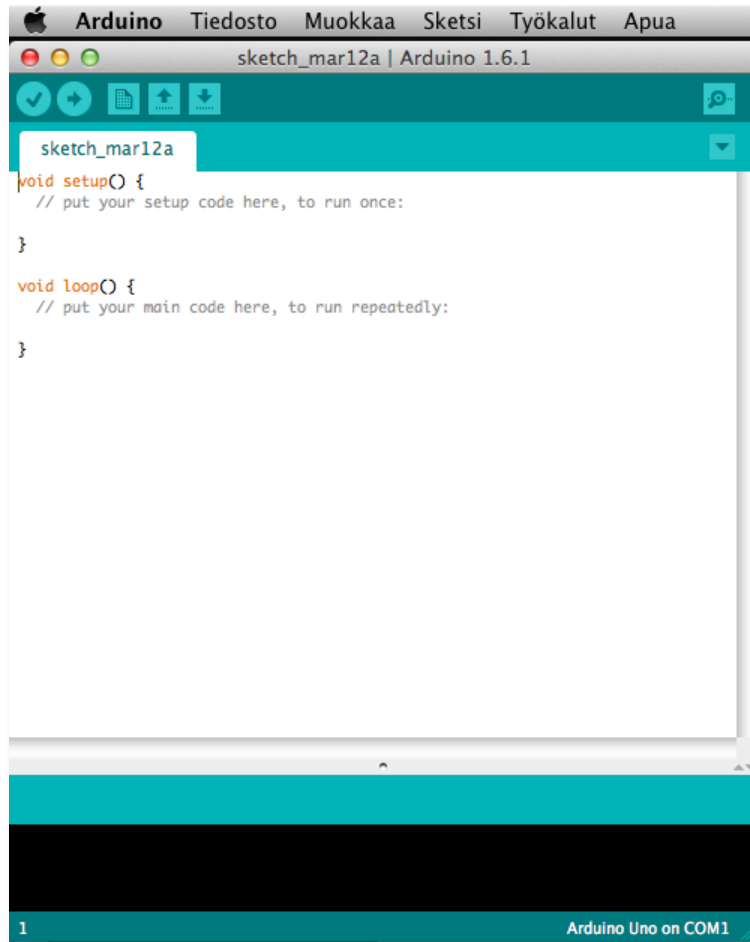 Arduino Tiedosto Muokkaa Sketsi Työkalut Apua
sketch_mar12a | Arduino 1.6.1
sketch_mar12a
void setup() {
  // put your setup code here, to run once:
}
void loop() {
  // put your main code here, to run repeatedly:
}
1 Arduino Uno on COM1